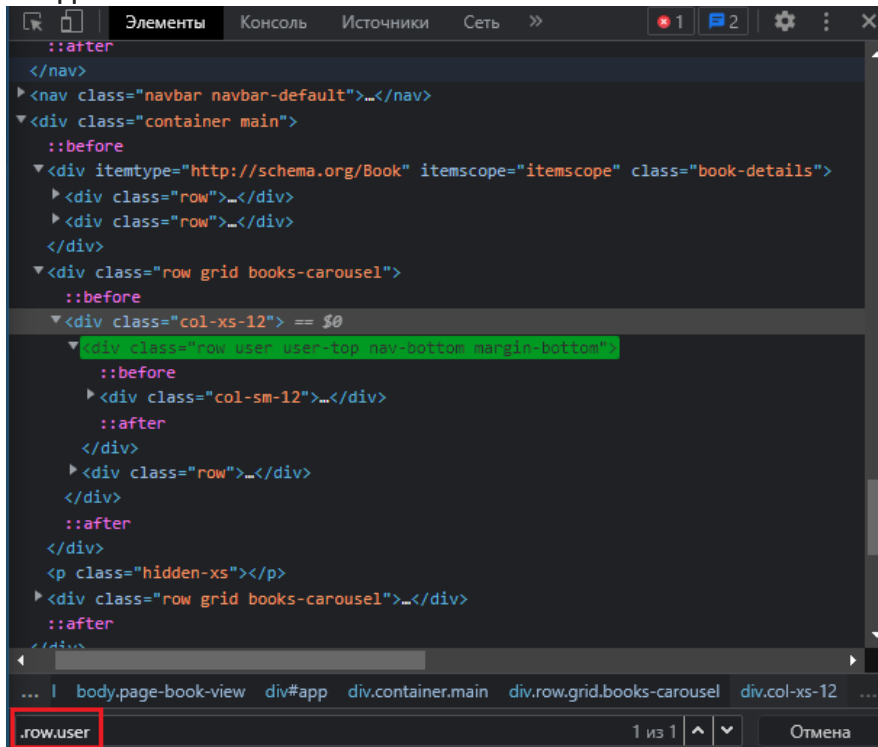 Элементы Консоль Источники Сеть » 1 2
::after
</nav>
<nav class="navbar navbar-default">…</nav>
<div class="container main">
::before
<div itemtype="http://schema.org/Book" itemscope="itemscope" class="book-details">
<div class="row">…</div>
<div class="row">…</div>
</div>
<div class="row grid books-carousel">
::before
<div class="col-xs-12"> == $0
<div class="row user user-top nav-bottom margin-bottom">
::before
<div class="col-sm-12">…</div>
::after
</div>
<div class="row">…</div>
</div>
::after
</div>
<p class="hidden-xs"></p>
<div class="row grid books-carousel">…</div>
::after
</div>
... l body.page-book-view div#app div.container.main div.row.grid.books-carousel div.col-xs-12 ...
.row.user 1 из 1 Отмена